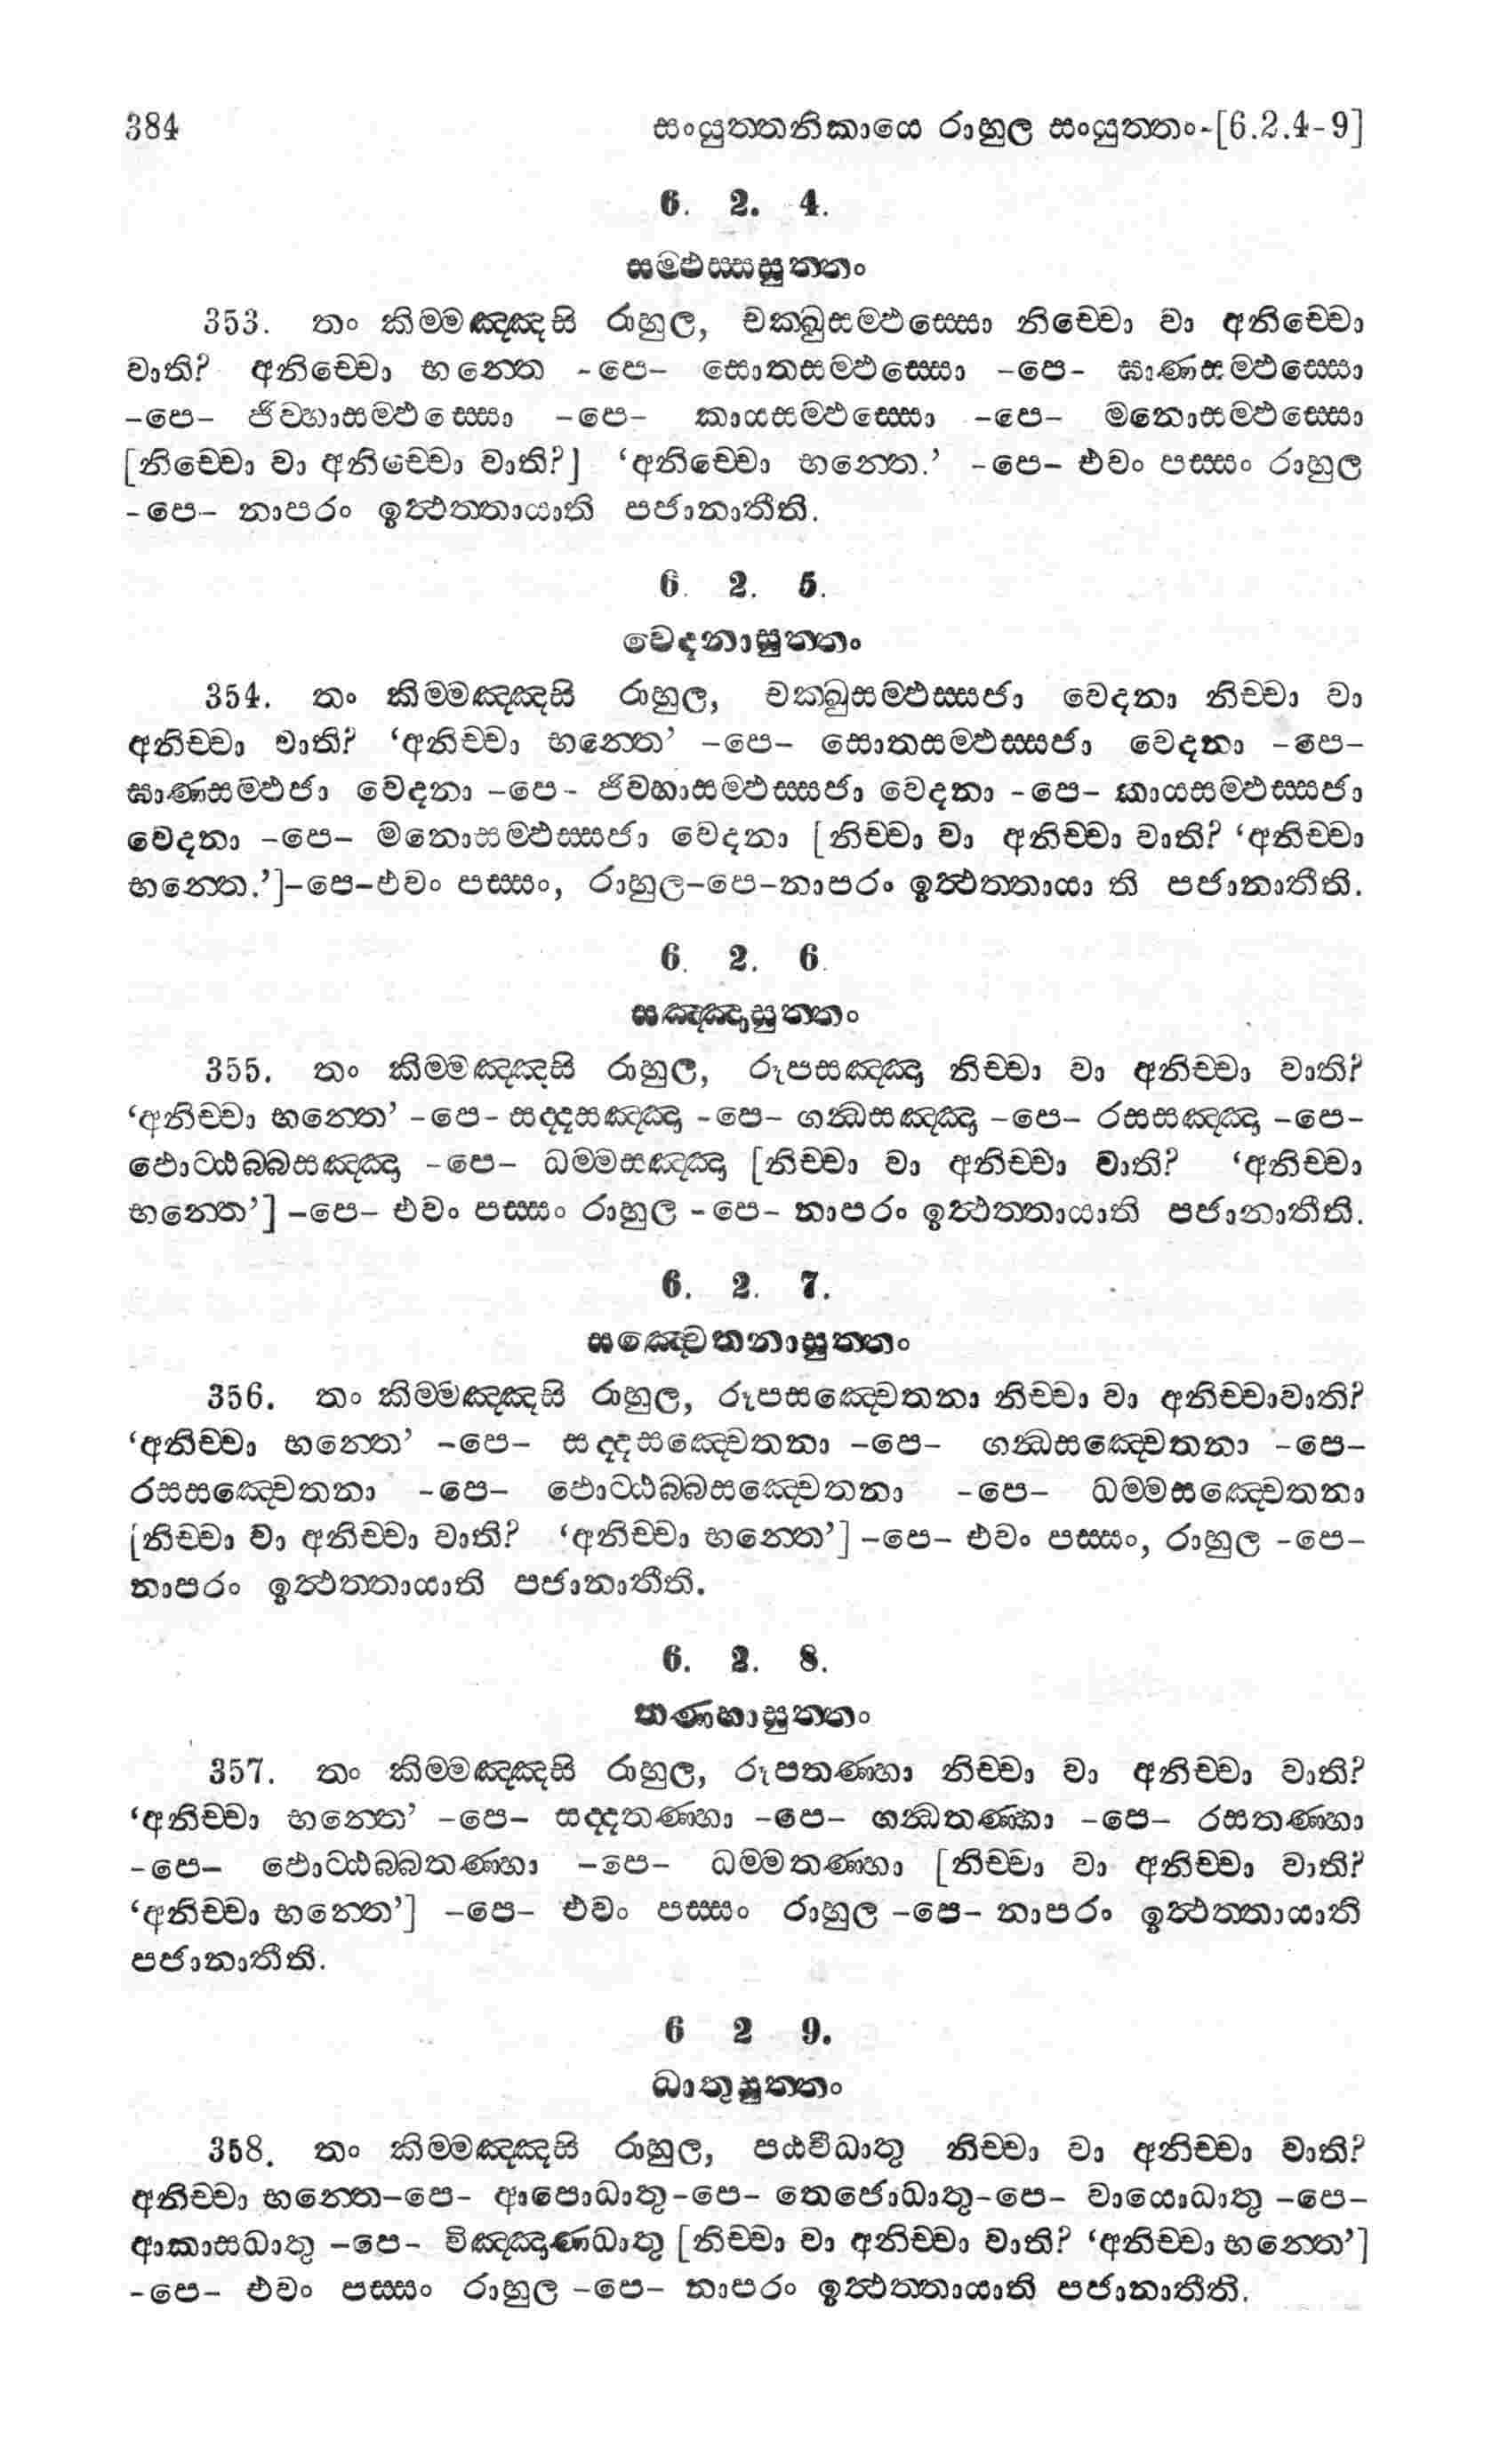 384 සංයුත්තනිකායෙ රාහුල සංයුත්තං-[6.2.4-9]
6. 2. 4.
සම්ඵස්සසුත්තං
353. තං කිම්මඤ්ඤසි රාහුල, චක්ඛුසම්ඵස්සො නිච්චො වා අනිච්චො
වාති? අනිච්චො භන්තෙ -පෙ- සොතසම්ඵස්සො -පෙ- ඝාණසම්ඵස්සො
-පෙ- ජිව්හාසම්ඵස්සො -පෙ- කායසම්ඵස්සො -පෙ- මනොසම්ඵස්සො
[නිච්චො වා අනිච්චො වාති?] ‘අනිච්චො භන්තෙ.’ -පෙ- එවං පස්සං රාහුල
-පෙ- නාපරං ඉත්ථත්තායාති පජානාතීති.
6. 2. 5.
වෙදනාසුත්තං
354. තං කිම්මඤ්ඤසි රාහුල, චක්ඛුසම්ඵස්සජා වෙදනා නිච්චා වා
අනිච්චා වාති? ‘අනිච්චා භන්තෙ’ -පෙ- සොතසම්ඵස්සජා වෙදනා -පෙ-
ඝාණසම්ඵජා වෙදනා -පෙ- ජිව්හාසම්ඵස්සජා වෙදනා -පෙ- කායසම්ඵස්සජා
වෙදනා -පෙ- මනොසම්ඵස්සජා වෙදනා [නිච්චා වා අනිච්චා වාති? ‘අනිච්චා
භන්තෙ.’]-පෙ-එවං පස්සං, රාහුල-පෙ-නාපරං ඉත්ථත්තායා ති පජානාතීති.
6. 2. 6.
සඤ්ඤාසුත්තං
355. තං කිම්මඤ්ඤසි රාහුල, රූපසඤ්ඤා නිච්චා වා අනිච්චා වාති?
‘අනිච්චා භන්තෙ’ -පෙ- සද්දසඤ්ඤා -පෙ- ගන්ධසඤ්ඤා -පෙ- රසසඤ්ඤා -පෙ-
ඵොට්ඨබ්බසඤ්ඤා -පෙ- ධම්මසඤ්ඤා [නිච්චා වා අනිච්චා වාති? ‘අනිච්චා
භන්තෙ’] -පෙ- එවං පස්සං රාහුල -පෙ- නාපරං ඉත්ථත්තායාති පජානාතීති.
6. 2. 7.
සඤ්චෙතනාසුත්තං
356. තං කිම්මඤ්ඤසි රාහුල, රූපසඤ්චෙතනා නිච්චා වා අනිච්චාවාති?
‘අනිච්චා භන්තෙ’ -පෙ- සද්දසඤ්චෙතනා -පෙ- ගන්ධසඤ්චෙතනා -පෙ-
රසසඤ්චෙතනා -පෙ- ඵොට්ඨබ්බසඤ්චෙතනා -පෙ- ධම්මසඤ්චෙතනා
[නිච්චා වා අනිච්චා වාති? ‘අනිච්චා භන්තෙ’] -පෙ- එවං පස්සං, රාහුල -පෙ-
නාපරං ඉත්ථත්තායාති පජානාතීති.
6. 2. 8.
තණ්හාසුත්තං
357. තං කිම්මඤ්ඤසි රාහුල, රූපතණ්හා නිච්චා වා අනිච්චා වාති?
‘අනිච්චා භන්තෙ’ -පෙ- සද්දතණ්හා -පෙ- ගන්ධතණ්හා -පෙ- රසතණ්හා
-පෙ- ඵොට්ඨබ්බතණ්හා -පෙ- ධම්මතණ්හා [නිච්චා වා අනිච්චා වාති?
‘අනිච්චා භන්තෙ’] -පෙ- එවං පස්සං රාහුල -පෙ- නාපරං ඉත්ථත්තායාති
පජානාතීති.
6 2 9.
ධාතුසුත්තං
358. තං කිම්මඤ්ඤසි රාහුල, පඨවීධාතු නිච්චා වා අනිච්චා වාති?
අනිච්චා භන්තෙ-පෙ- ආපොධාතු-පෙ- තෙජොධාතු-පෙ- වායොධාතු -පෙ-
ආකාසධාතු -පෙ- විඤ්ඤාණධාතු [නිච්චා වා අනිච්චා වාති? ‘අනිච්චා භන්තෙ’]
-පෙ- එවං පස්සං රාහුල -පෙ- නාපරං ඉත්ථත්තායාති පජානාතීති.